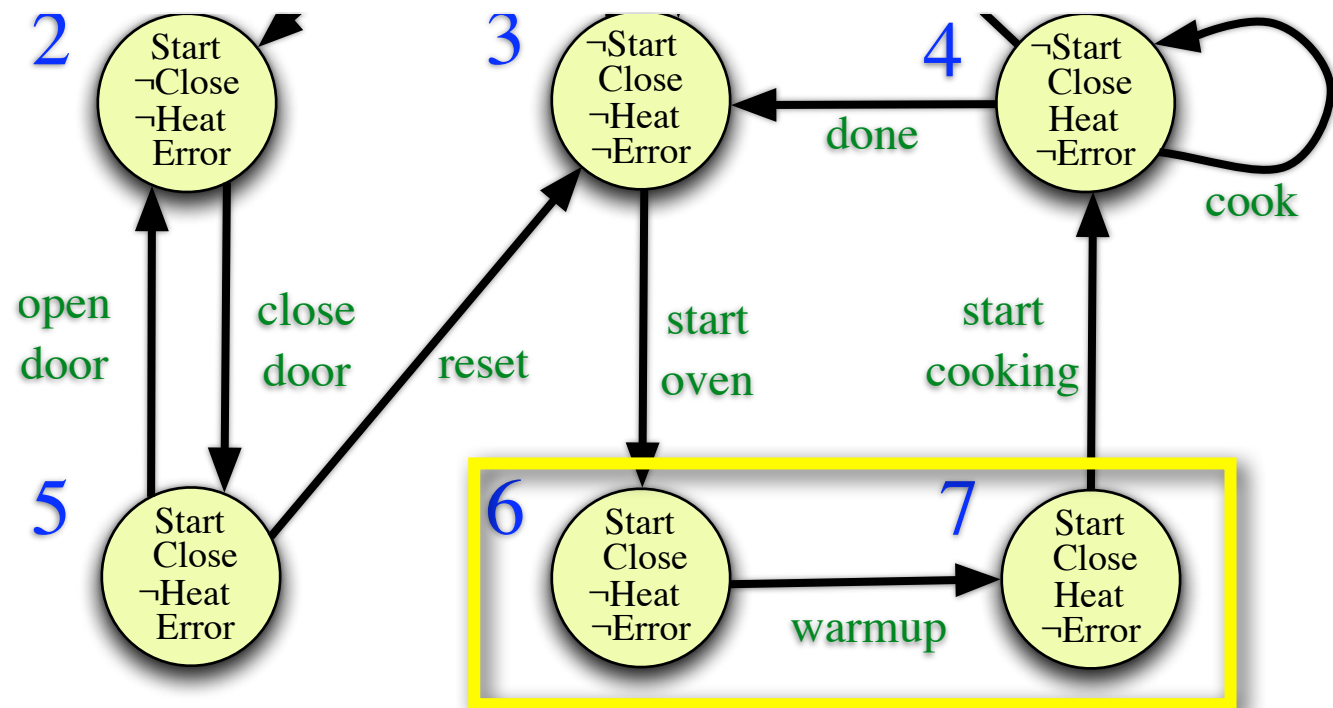 2
Start
¬Close
¬Heat
Error
3
¬Start
Close
¬Heat
¬Error
4
¬Start
Close
Heat
¬Error
done
cook
open
door
close
door
reset
start
oven
start
cooking
5
Start
Close
¬Heat
Error
6
Start
Close
¬Heat
¬Error
warmup
7
Start
Close
Heat
¬Error